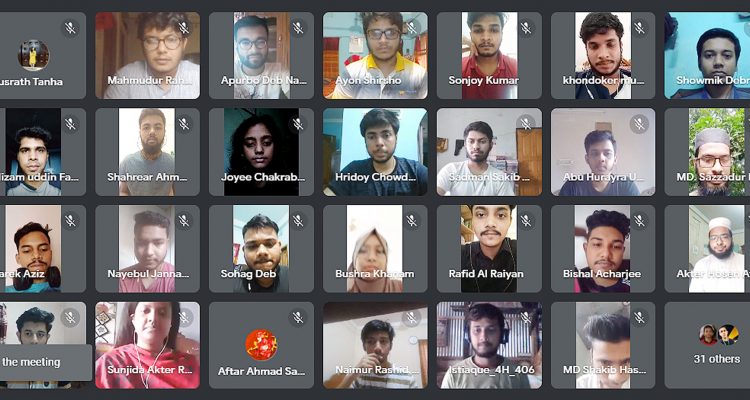 usrath Tanha
Mahmudur Rah...
Apurbo Deb Na...
Ayon Shirsho
Sonjoy Kumar
khondoker mu...
Showmik Debn
Nizam uddin Fa...
Shahrear Ahm...
Joyee Chakrab...
Hridoy Chowd...
Sadman Sakib
Abu Hurayra U...
MD. Sazzadur
arek Aziz
Nayebul Janna...
Sohag Deb
Bushra Khanam
Rafid Al Raiyan
Bishal Acharjee
Akter Hosen
the meeting
Sunjida Akter R...
Aftar Ahmad Sa...
Naimur Rashid,
Istiaque_4H_406
MD Shakib Has...
31 others